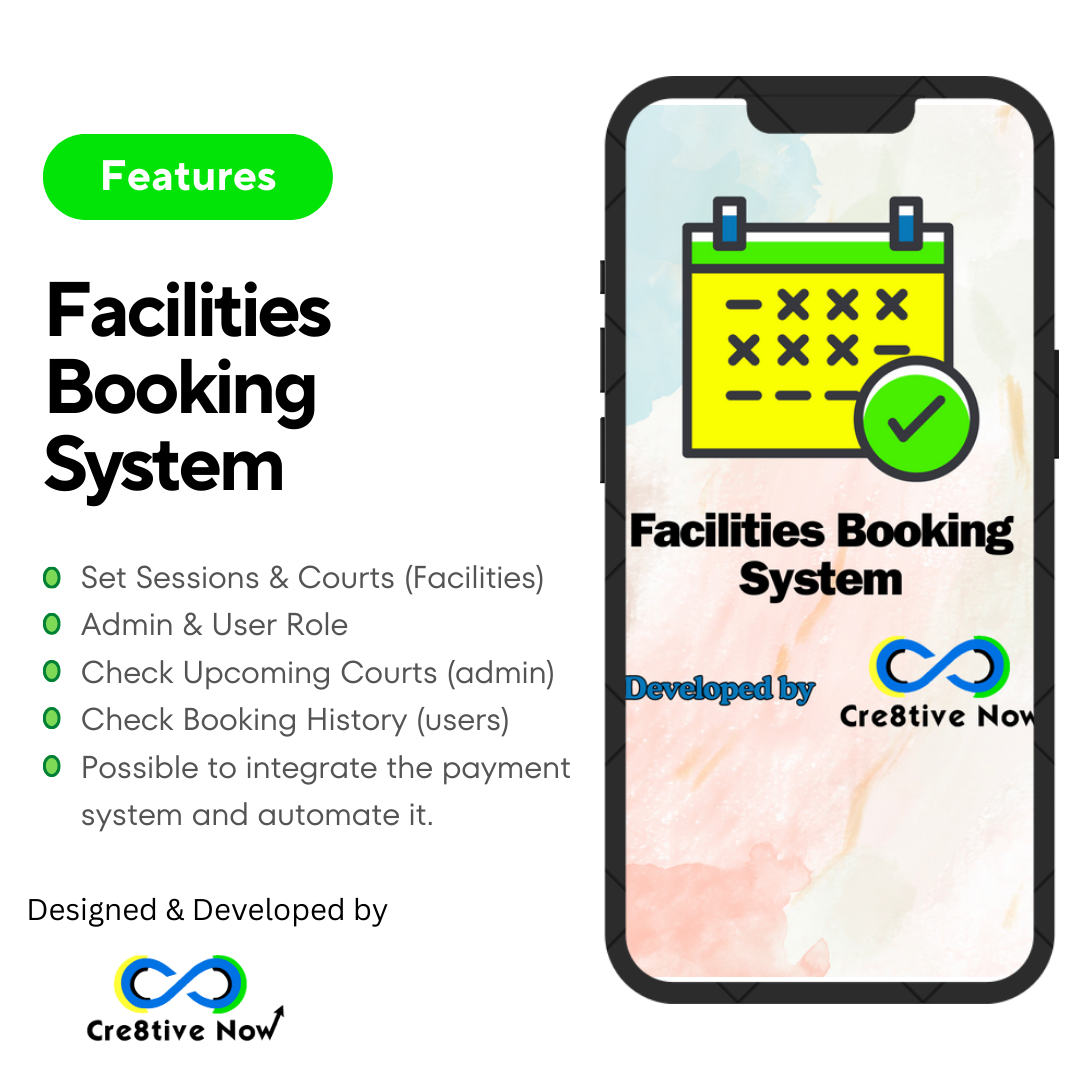 Features
Facilities
Booking
System
Set Sessions & Courts (Facilities)
Admin & User Role
Check Upcoming Courts (admin)
Check Booking History (users)
Possible to integrate the payment
system and automate it.
Designed & Developed by
Cre8tive Now
Facilities Booking
System
Developed by
Cre8tive Now